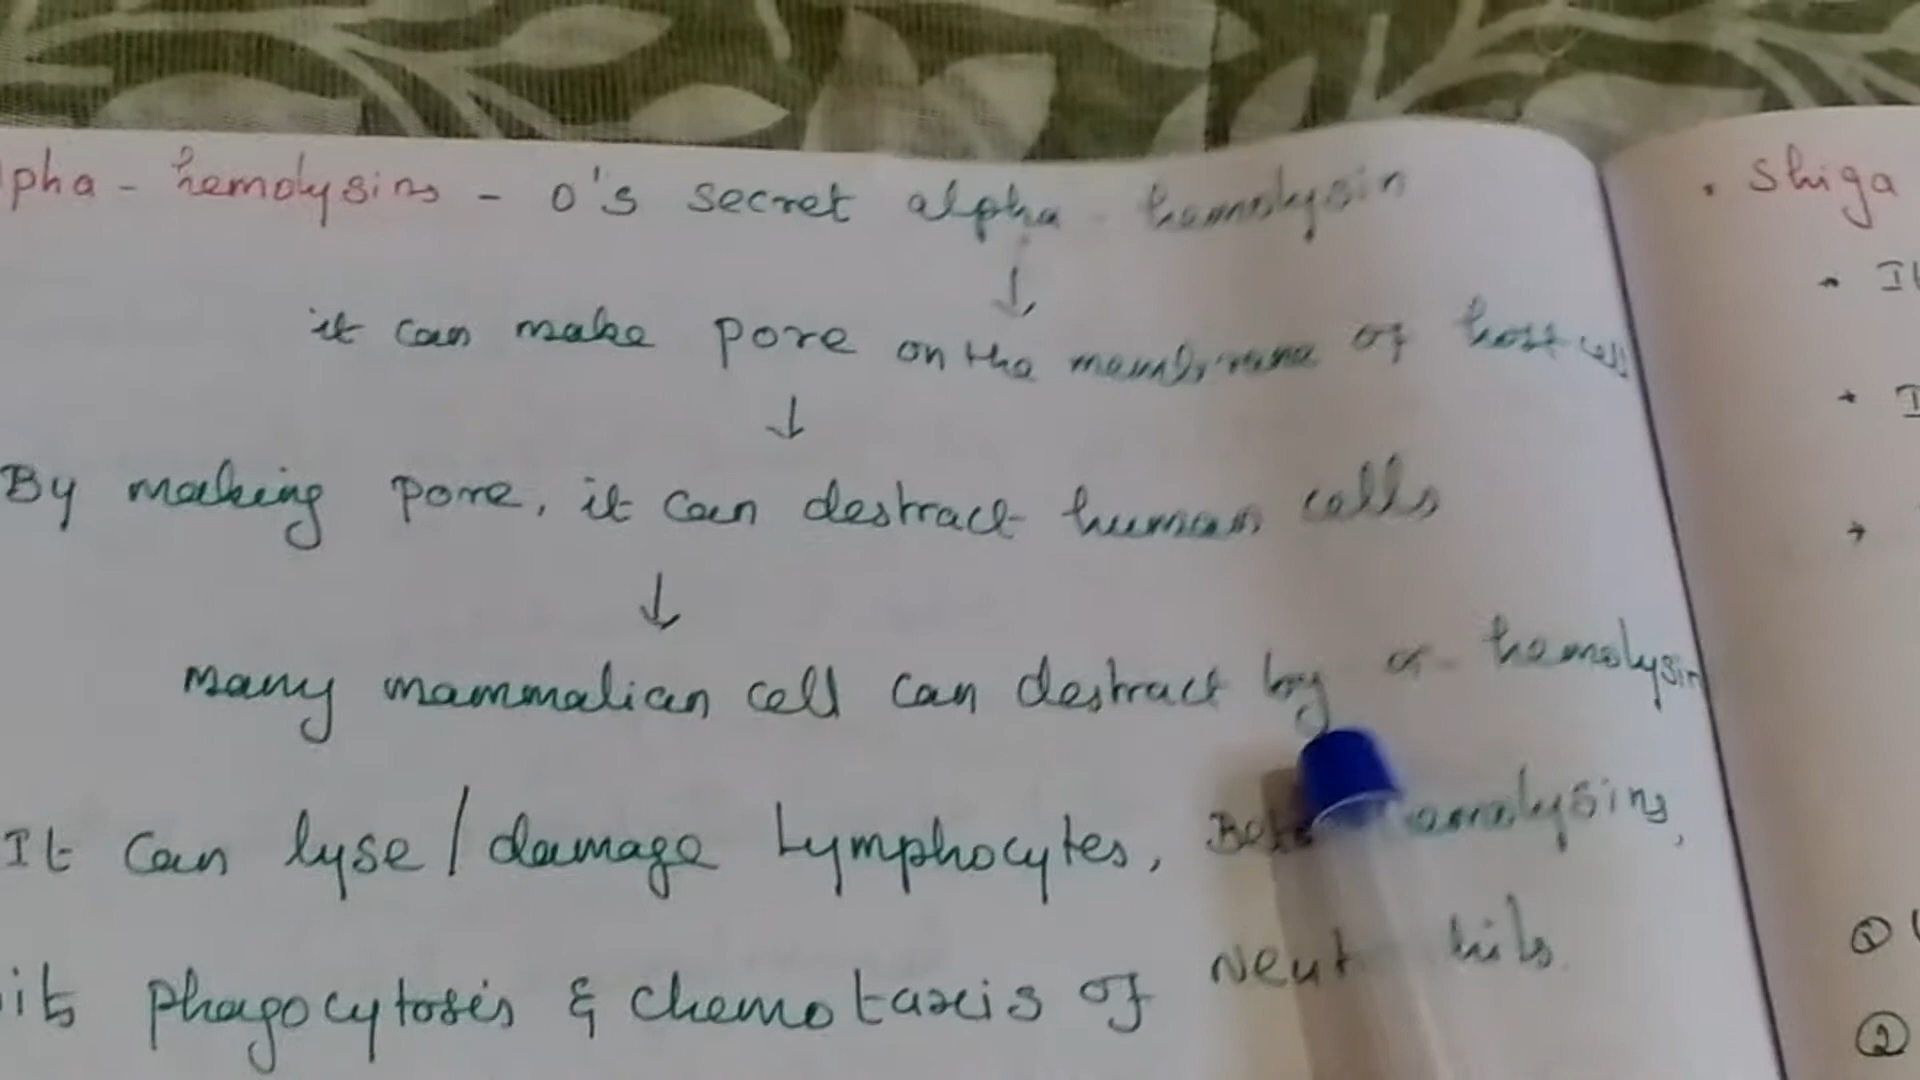 pha - hemolysins - O's secret alpha - hemolysin
↓
it can make pore on the membrane of host cell
↓
By making pore, it can destract human cells
↓
Many mammalian cell can destract by α - hemolysin
It can lyse / damage Lymphocytes,
its phagocytosis & chemotaxis of
. Shiga
②